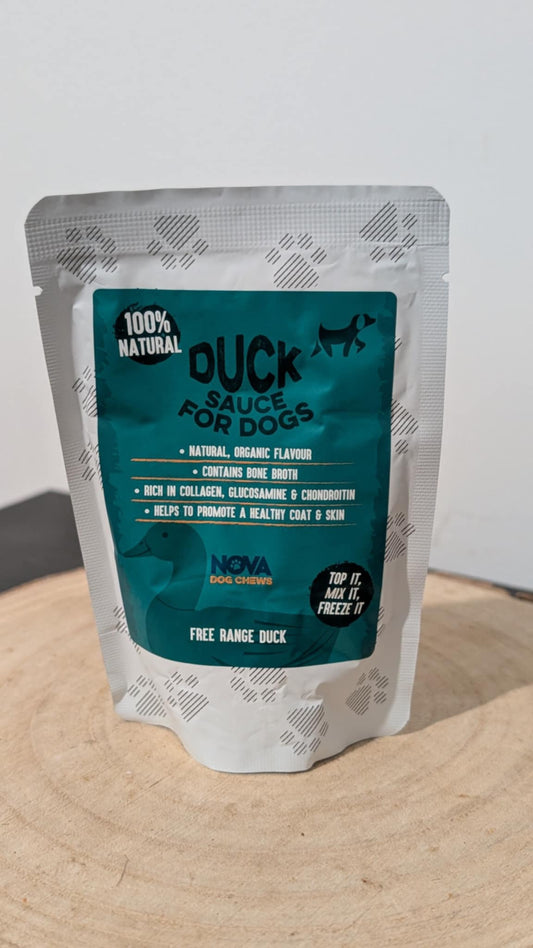 100%
NATURAL
DUCK
SAUCE
FOR DOGS
• NATURAL, ORGANIC FLAVOUR
• CONTAINS BONE BROTH
• RICH IN COLLAGEN, GLUCOSAMINE & CHONDROITIN
• HELPS TO PROMOTE A HEALTHY COAT & SKIN
NOVA
DOG CHEWS
TOP IT,
MIX IT,
FREEZE IT
FREE RANGE DUCK